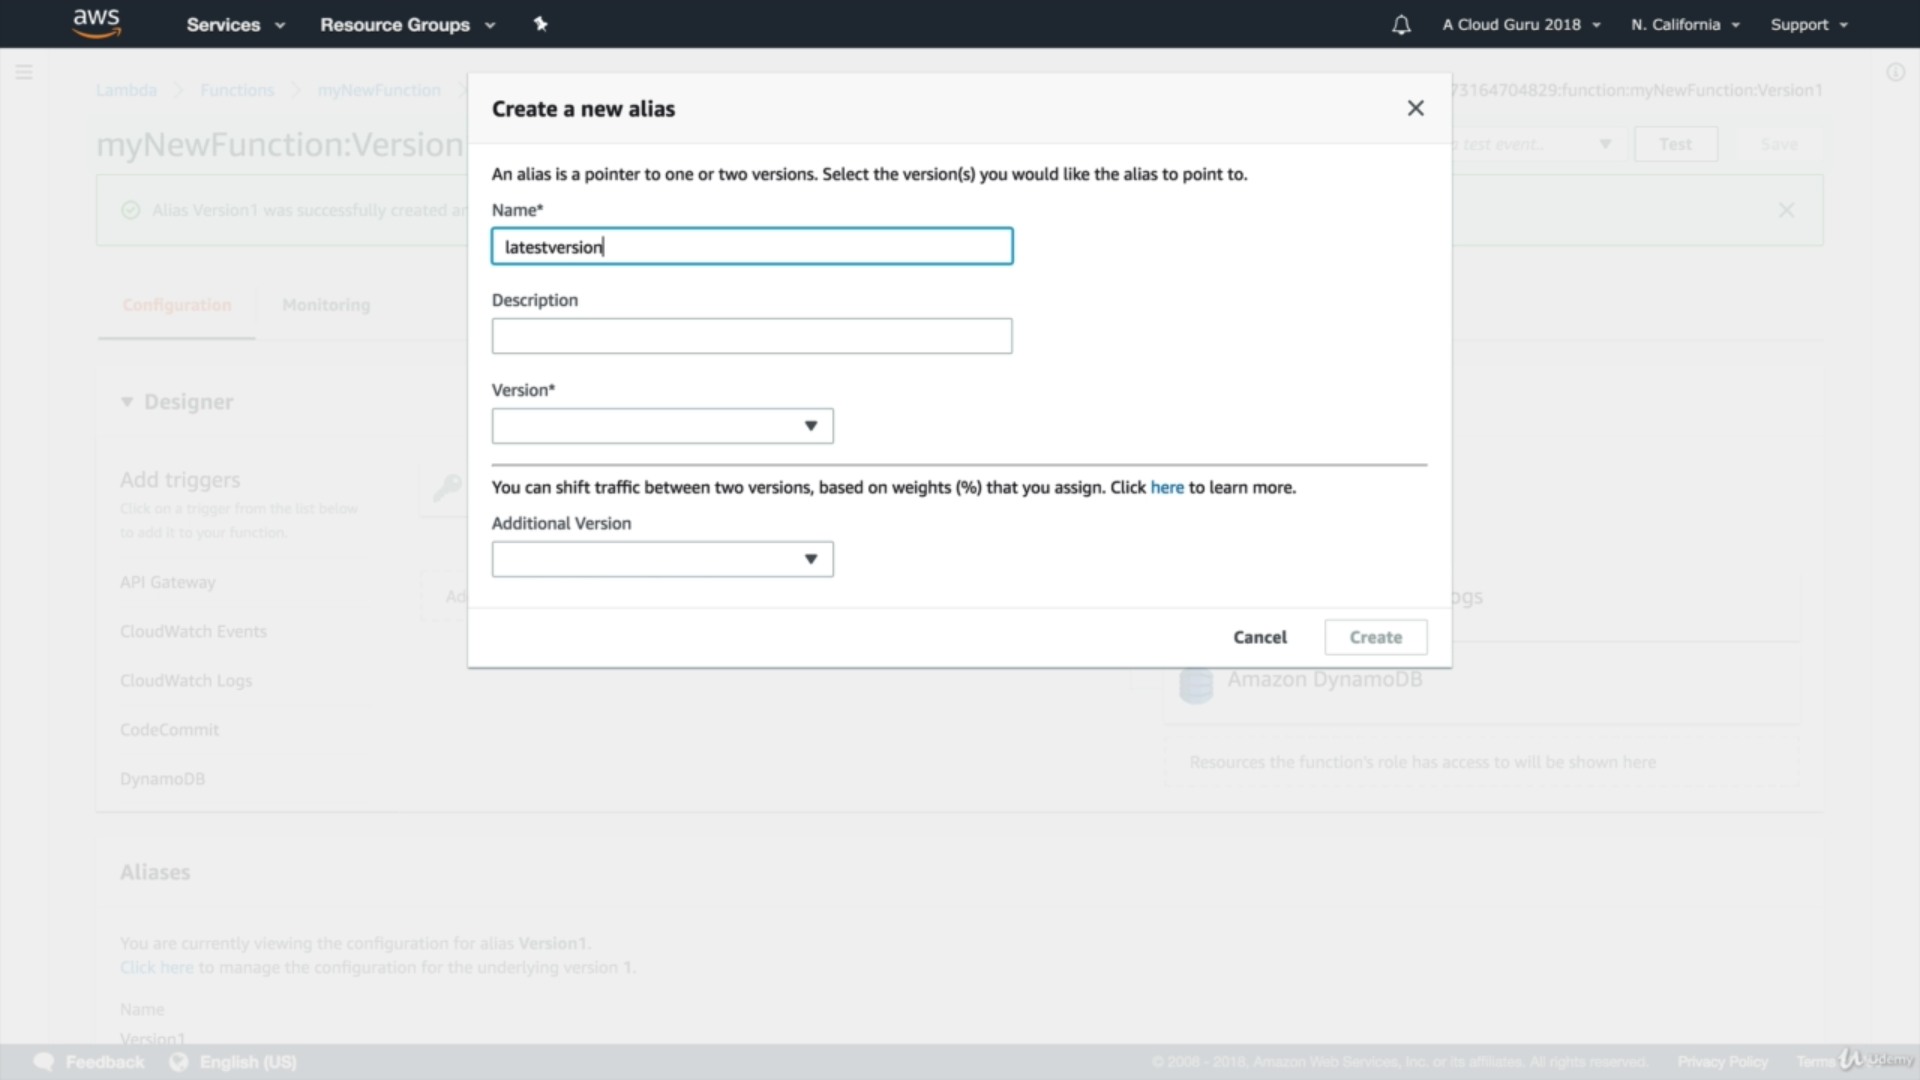 aws Services Resource Groups A Cloud Guru 2018 N. California Support
Lambda Functions myNewFunction 73164704829:function:myNewFunction:Version1
myNewFunction:Version test event.. Test Save
Alias Version1 was successfully created
Create a new alias
An alias is a pointer to one or two versions. Select the version(s) you would like the alias to point to.
Name*
latestversion
Description
Version*
You can shift traffic between two versions, based on weights (%) that you assign. Click here to learn more.
Additional Version
Cancel Create
Configuration Monitoring
Designer
Add triggers
Click on a trigger from the list below
to add it to your function.
API Gateway
CloudWatch Events
CloudWatch Logs
CodeCommit
DynamoDB
Amazon DynamoDB
Resources the function's role has access to will be shown here
Aliases
You are currently viewing the configuration for alias Version1.
Click here to manage the configuration for the underlying version 1.
Name
Version1
Feedback English (US) © 2008 - 2018, Amazon Web Services, Inc. or its affiliates. All rights reserved. Privacy Policy Terms Udemy